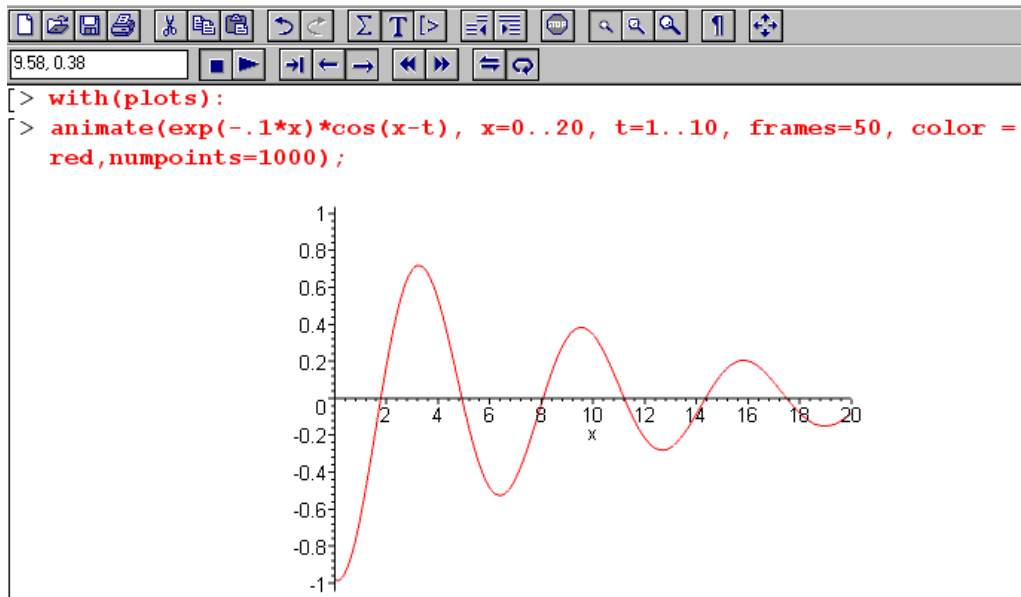 Σ T [>
STOP
¶
9.58, 0.38
[> with(plots):
[> animate(exp(-.1*x)*cos(x-t), x=0..20, t=1..10, frames=50, color =
red,numpoints=1000);
1
0.8
0.6
0.4
0.2
0
-0.2
-0.4
-0.6
-0.8
-1
2 4 6 8 10 12 14 16 18 20
x